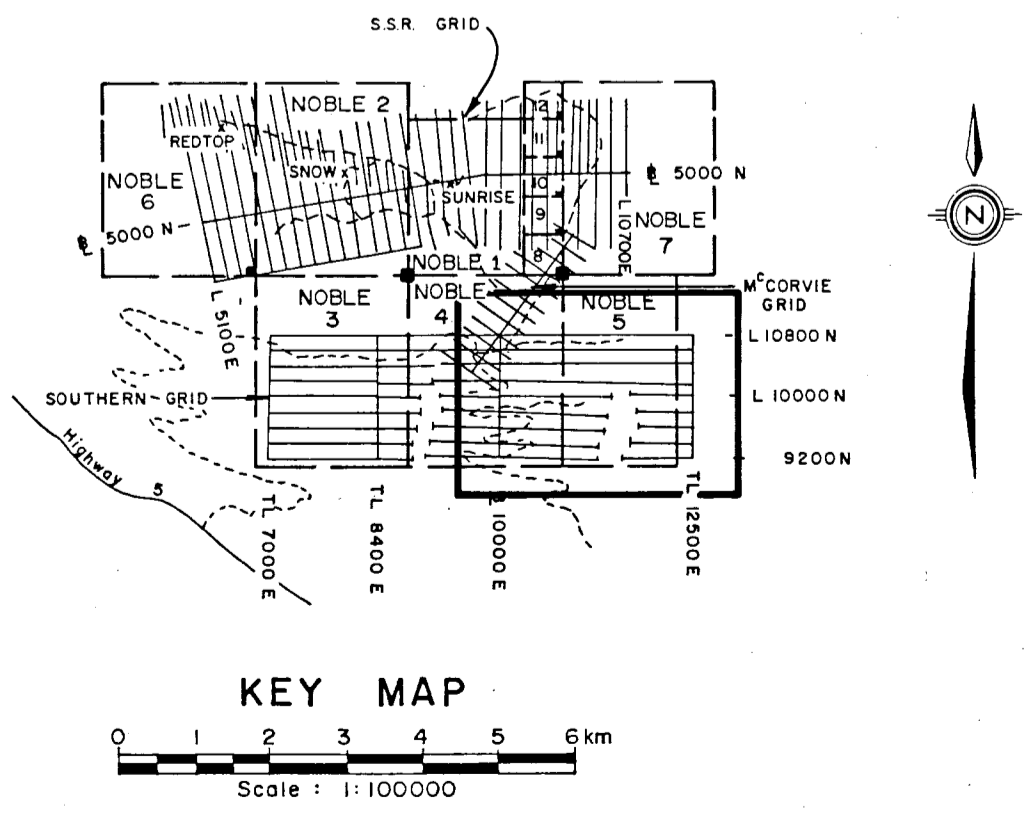 S.S.R. GRID
NOBLE 2
12
11
REDTOP
SNOW x
10
℄ 5000 N
NOBLE
6
SUNRISE
9
L 10700E
NOBLE
7
℄ 5000 N
NOBLE 1
8
NOBLE
3
NOBLE
4
NOBLE
5
McCORVIE
GRID
L 5100E
L 10800 N
SOUTHERN GRID
L 10000 N
Highway 5
9200 N
TL 7000 E
TL 8400 E
10000 E
TL 12500 E
N
KEY MAP
0 1 2 3 4 5 6 km
Scale : 1:100000